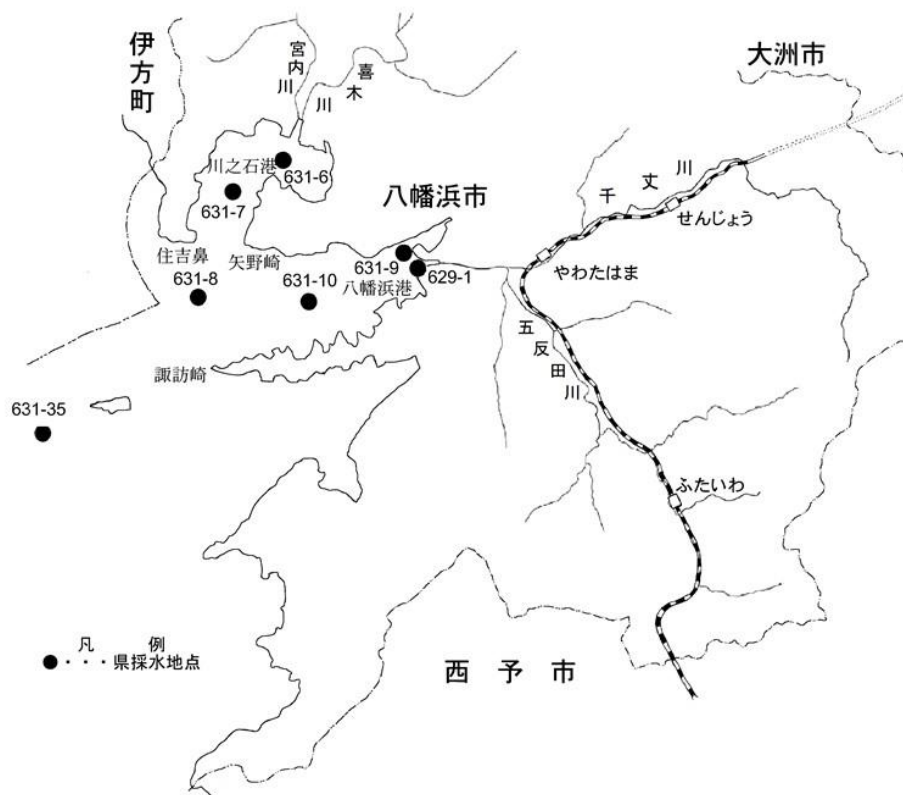 伊方町
宮内川
喜木川
大洲市
川之石港
631-6
631-7
八幡浜市
千丈川
せんじょう
住吉鼻
矢野崎
631-9
629-1
やわたはま
631-8
631-10
八幡浜港
五反田川
諏訪崎
631-35
ふたいわ
凡 例
●・・・県採水地点
西予市